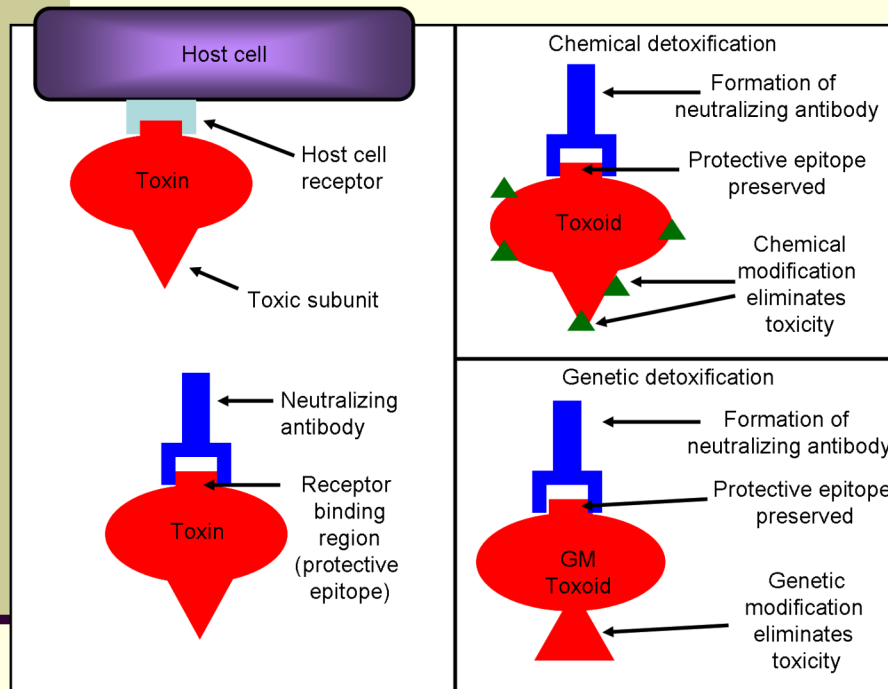 Host cell
Toxin
Host cell
receptor
Toxic subunit
Neutralizing
antibody
Receptor
binding
region
(protective
epitope)
Toxin
Chemical detoxification
Formation of
neutralizing antibody
Protective epitope
preserved
Toxoid
Chemical
modification
eliminates
toxicity
Genetic detoxification
Formation of
neutralizing antibody
Protective epitope
preserved
GM
Toxoid
Genetic
modification
eliminates
toxicity